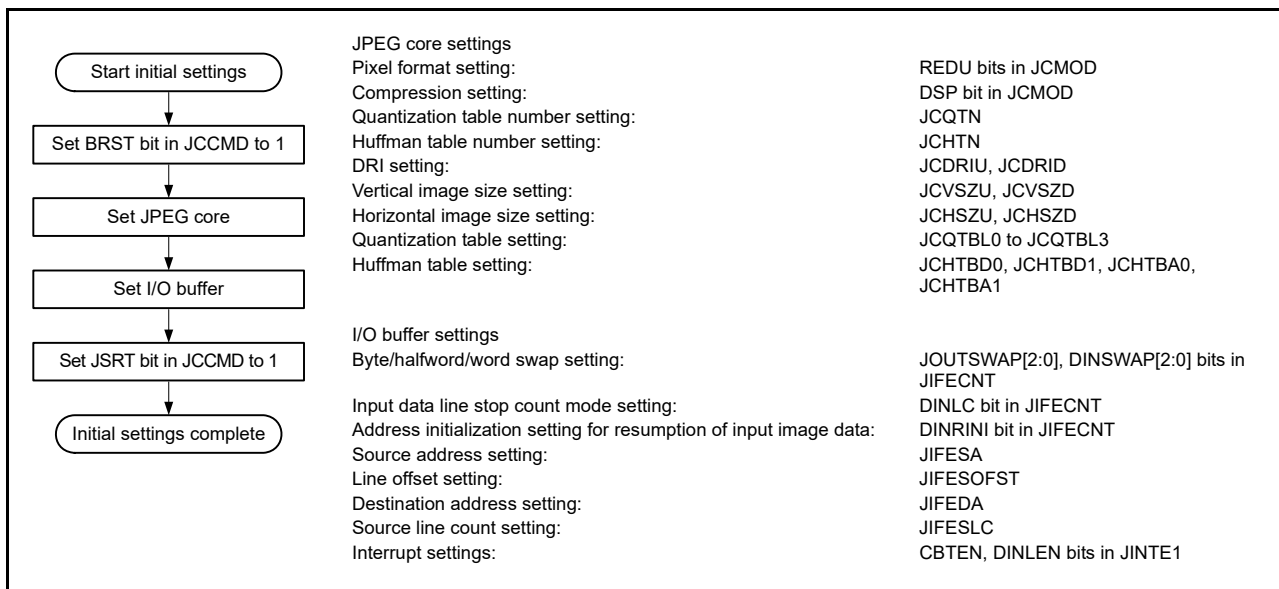 Start initial settings
Set BRST bit in JCCMD to 1
Set JPEG core
Set I/O buffer
Set JSRT bit in JCCMD to 1
Initial settings complete
JPEG core settings
Pixel format setting: REDU bits in JCMOD
Compression setting: DSP bit in JCMOD
Quantization table number setting: JCQTN
Huffman table number setting: JCHTN
DRI setting: JCDRIU, JCDRID
Vertical image size setting: JCVSZU, JCVSZD
Horizontal image size setting: JCHSZU, JCHSZD
Quantization table setting: JCQTBL0 to JCQTBL3
Huffman table setting: JCHTBD0, JCHTBD1, JCHTBA0,
JCHTBA1
I/O buffer settings
Byte/halfword/word swap setting: JOUTSWAP[2:0], DINSWAP[2:0] bits in
JIFECNT
Input data line stop count mode setting: DINLC bit in JIFECNT
Address initialization setting for resumption of input image data: DINRINI bit in JIFECNT
Source address setting: JIFESA
Line offset setting: JIFESOFST
Destination address setting: JIFEDA
Source line count setting: JIFESLC
Interrupt settings: CBTEN, DINLEN bits in JINTE1